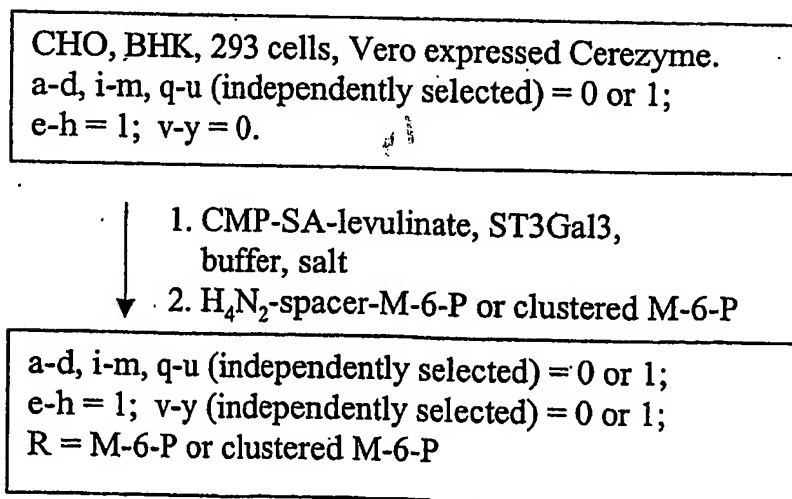 CHO, BHK, 293 cells, Vero expressed Cerezyme.
a-d, i-m, q-u (independently selected) = 0 or 1;
e-h = 1; v-y = 0.
1. CMP-SA-levulinate, ST3Gal3,
buffer, salt
2. H₄N₂-spacer-M-6-P or clustered M-6-P
a-d, i-m, q-u (independently selected) = 0 or 1;
e-h = 1; v-y (independently selected) = 0 or 1;
R = M-6-P or clustered M-6-P